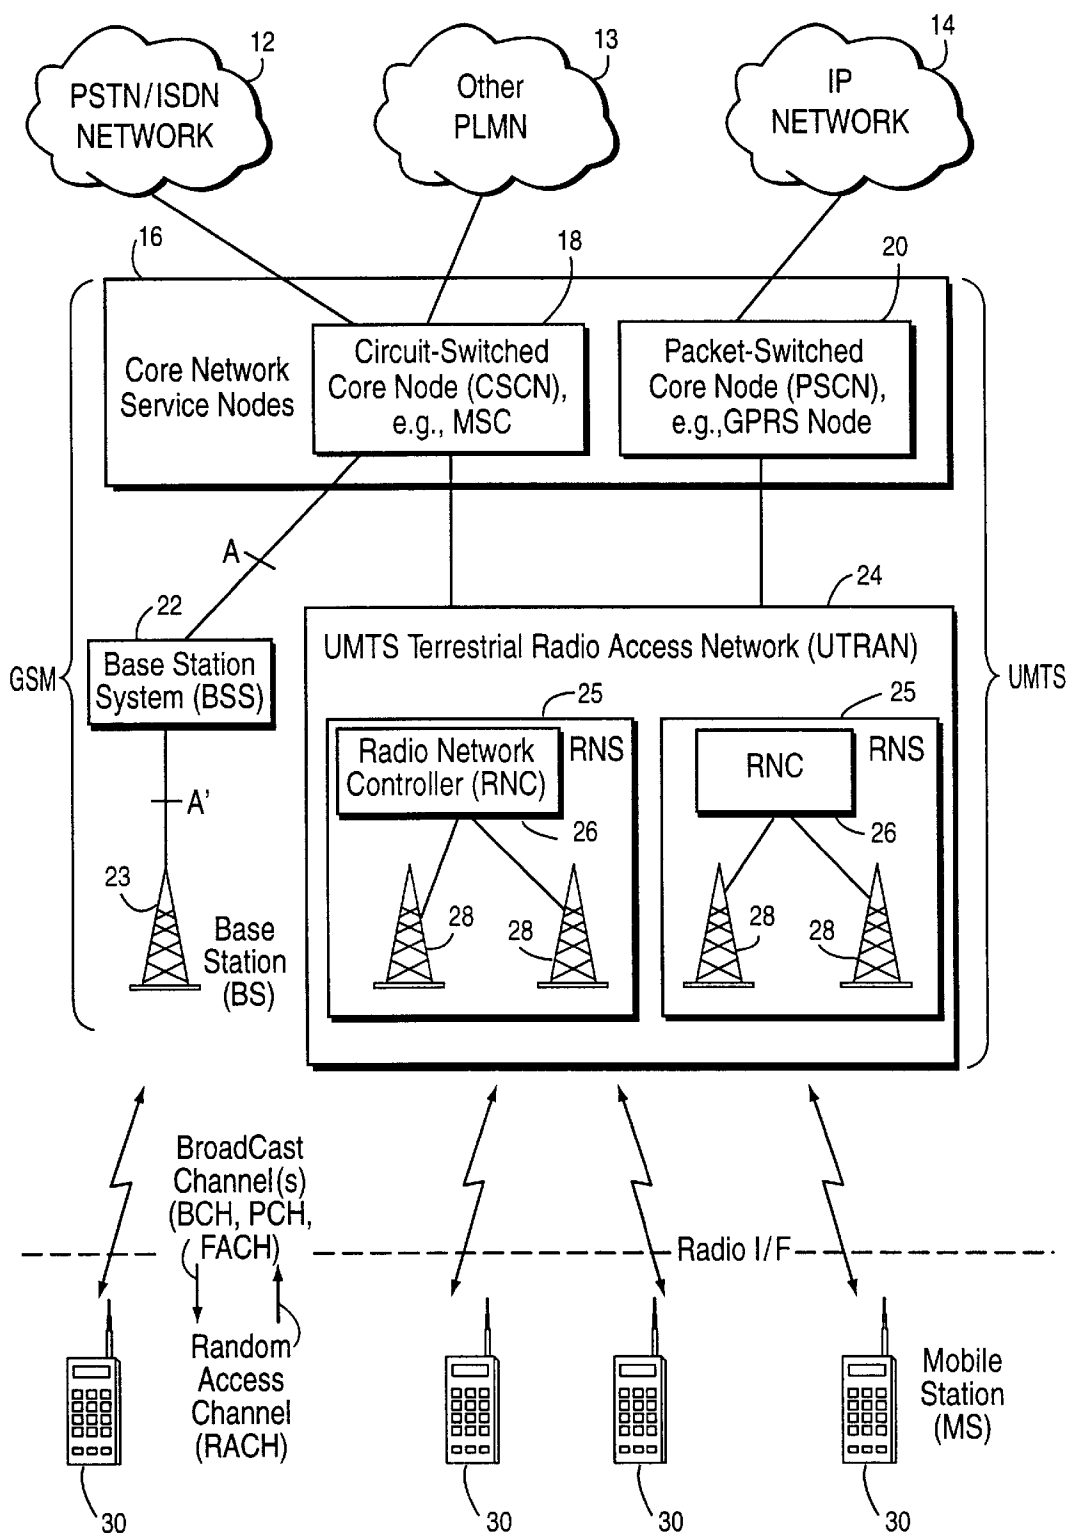 12
13
14
PSTN/ISDN
NETWORK
Other
PLMN
IP
NETWORK
16
18
20
Core Network
Service Nodes
Circuit-Switched
Core Node (CSCN),
e.g., MSC
Packet-Switched
Core Node (PSCN),
e.g.,GPRS Node
A
22
24
GSM
Base Station
System (BSS)
UMTS Terrestrial Radio Access Network (UTRAN)
UMTS
25
25
Radio Network
Controller (RNC)
RNS
RNC
RNS
A'
26
26
23
Base
Station
(BS)
28
28
28
28
BroadCast
Channel(s)
(BCH, PCH,
FACH)
Radio I/F
Random
Access
Channel
(RACH)
Mobile
Station
(MS)
30
30
30
30